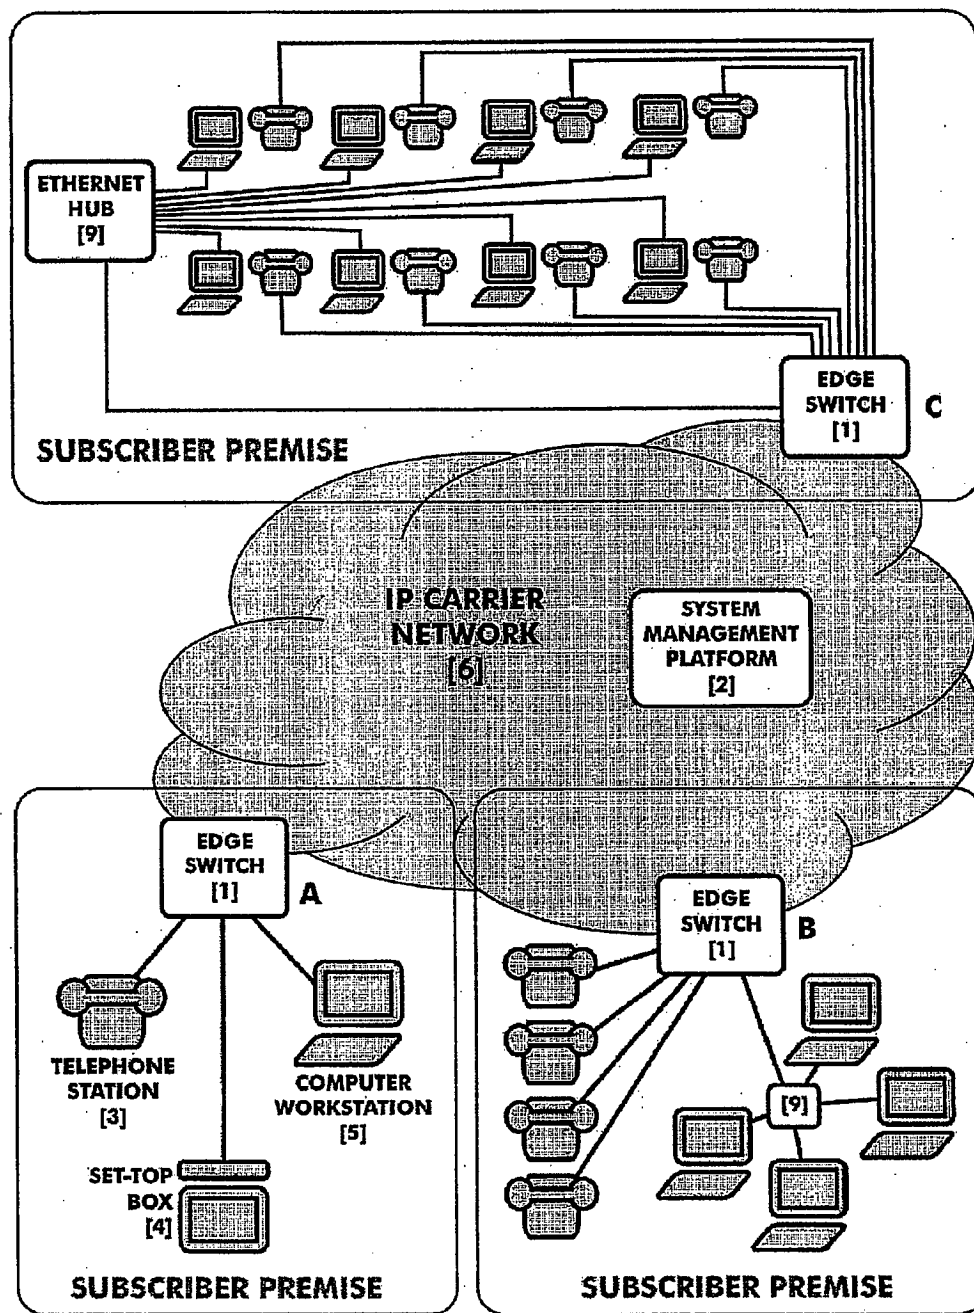 ETHERNET
HUB
[9]
EDGE
SWITCH
[1]
C
SUBSCRIBER PREMISE
IP CARRIER
NETWORK
[6]
SYSTEM
MANAGEMENT
PLATFORM
[2]
EDGE
SWITCH
[1]
A
TELEPHONE
STATION
[3]
COMPUTER
WORKSTATION
[5]
SET-TOP
BOX
[4]
SUBSCRIBER PREMISE
EDGE
SWITCH
[1]
B
[9]
SUBSCRIBER PREMISE